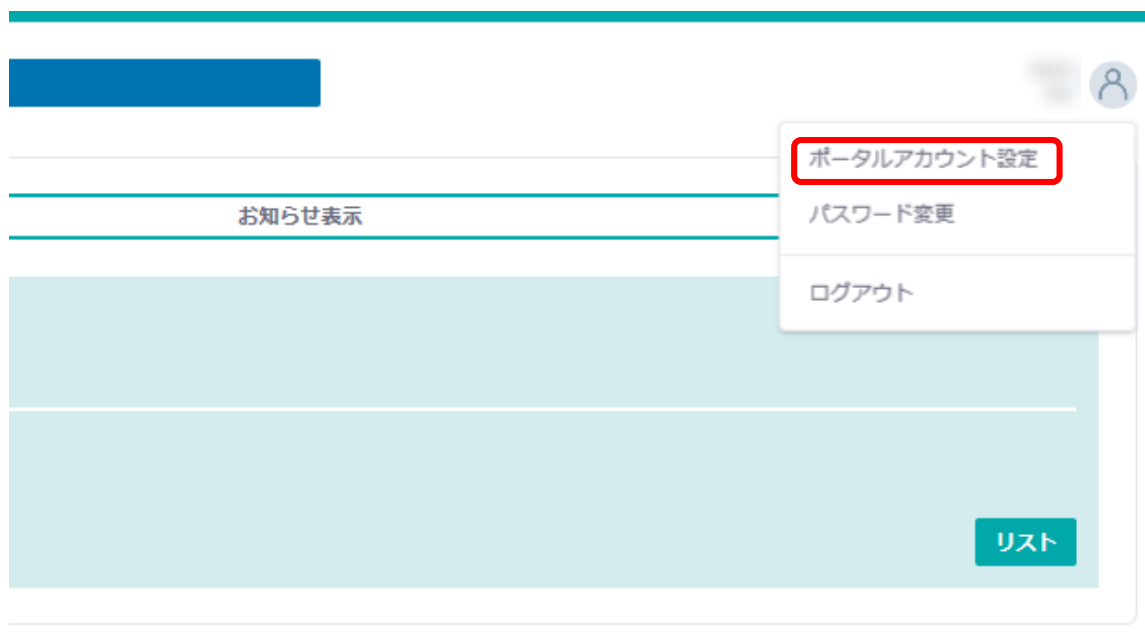 ポータルアカウント設定
お知らせ表示
パスワード変更
ログアウト
リスト